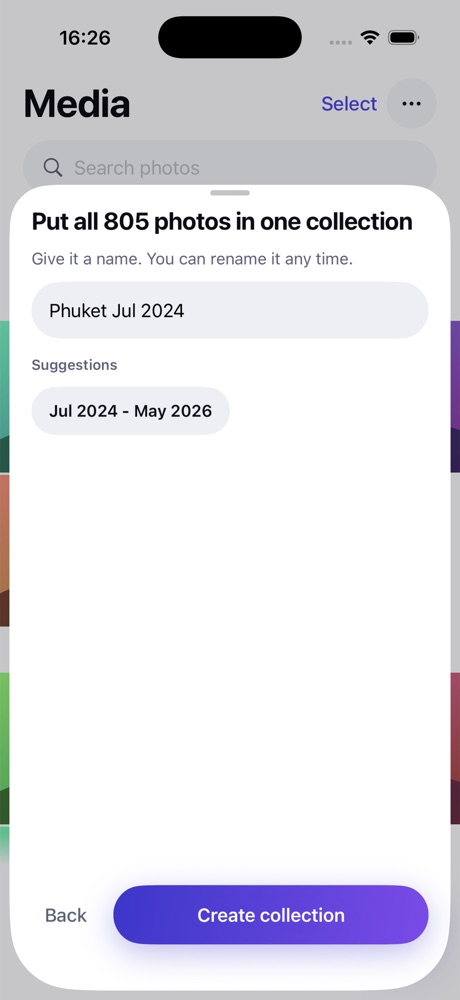 16:26
Media
Select
Search photos
Put all 805 photos in one collection
Give it a name. You can rename it any time.
Phuket Jul 2024
Suggestions
Jul 2024 - May 2026
Back
Create collection